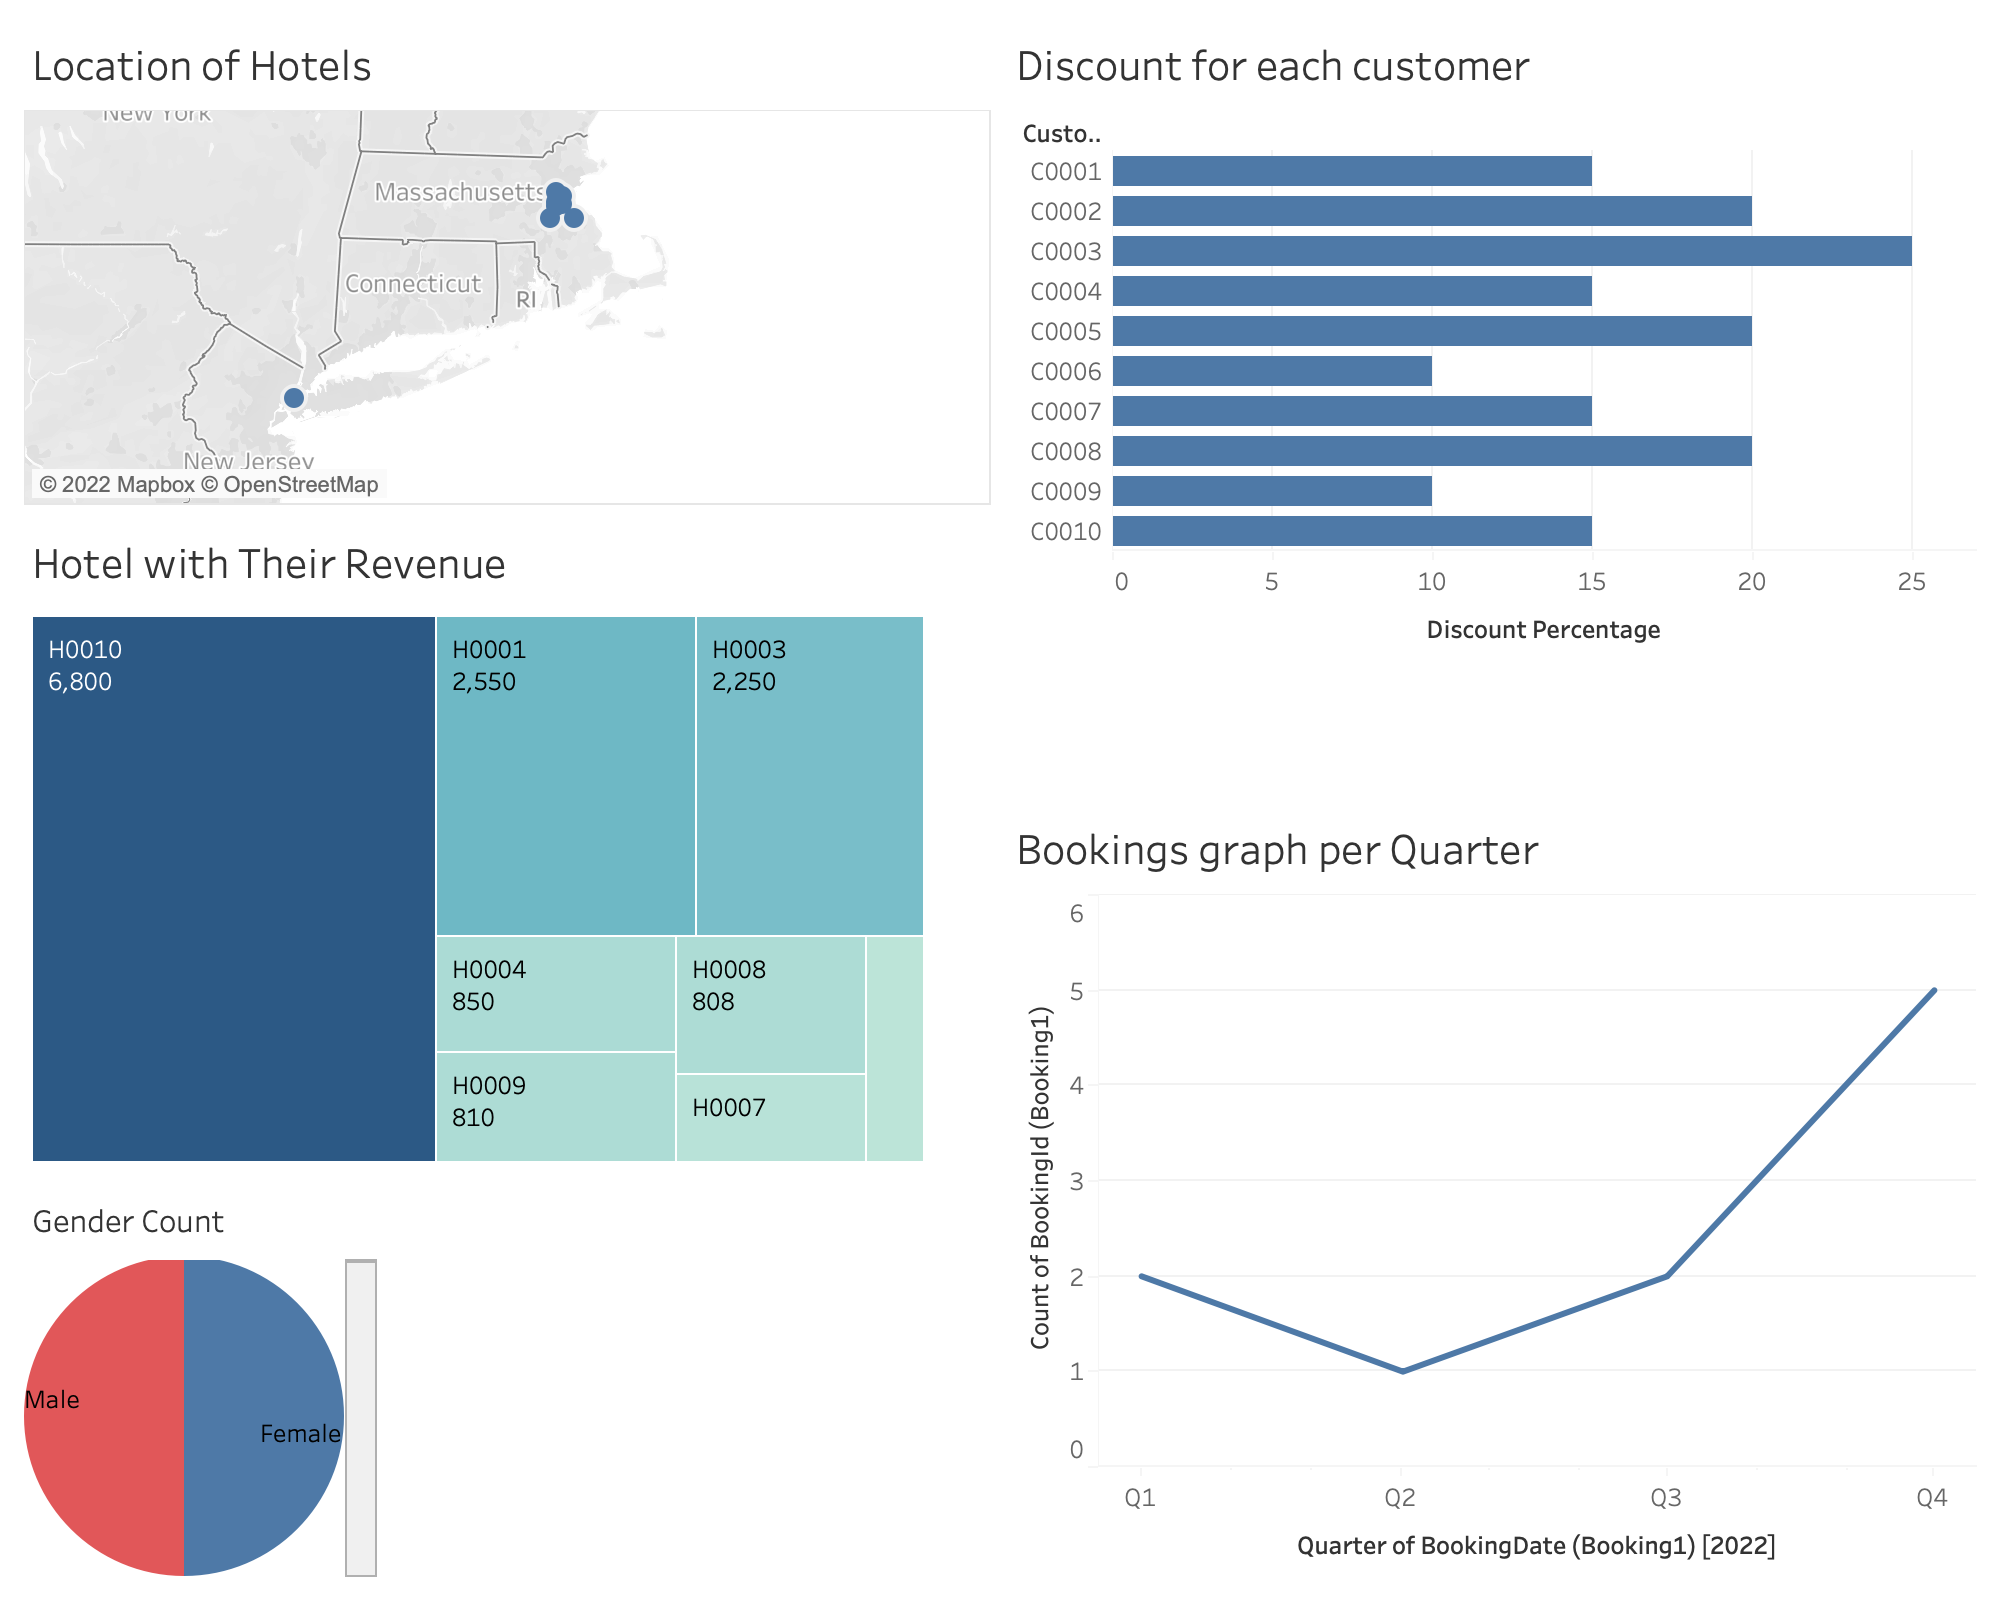 Location of Hotels
New York
Massachusetts
Connecticut
RI
New Jersey
© 2022 Mapbox © OpenStreetMap
Discount for each customer
Custo..
C0001
C0002
C0003
C0004
C0005
C0006
C0007
C0008
C0009
C0010
0 5 10 15 20 25
Discount Percentage
Hotel with Their Revenue
H0010
6,800
H0001
2,550
H0003
2,250
H0004
850
H0008
808
H0009
810
H0007
Gender Count
Male
Female
Bookings graph per Quarter
Count of BookingId (Booking1)
6
5
4
3
2
1
0
Q1 Q2 Q3 Q4
Quarter of BookingDate (Booking1) [2022]